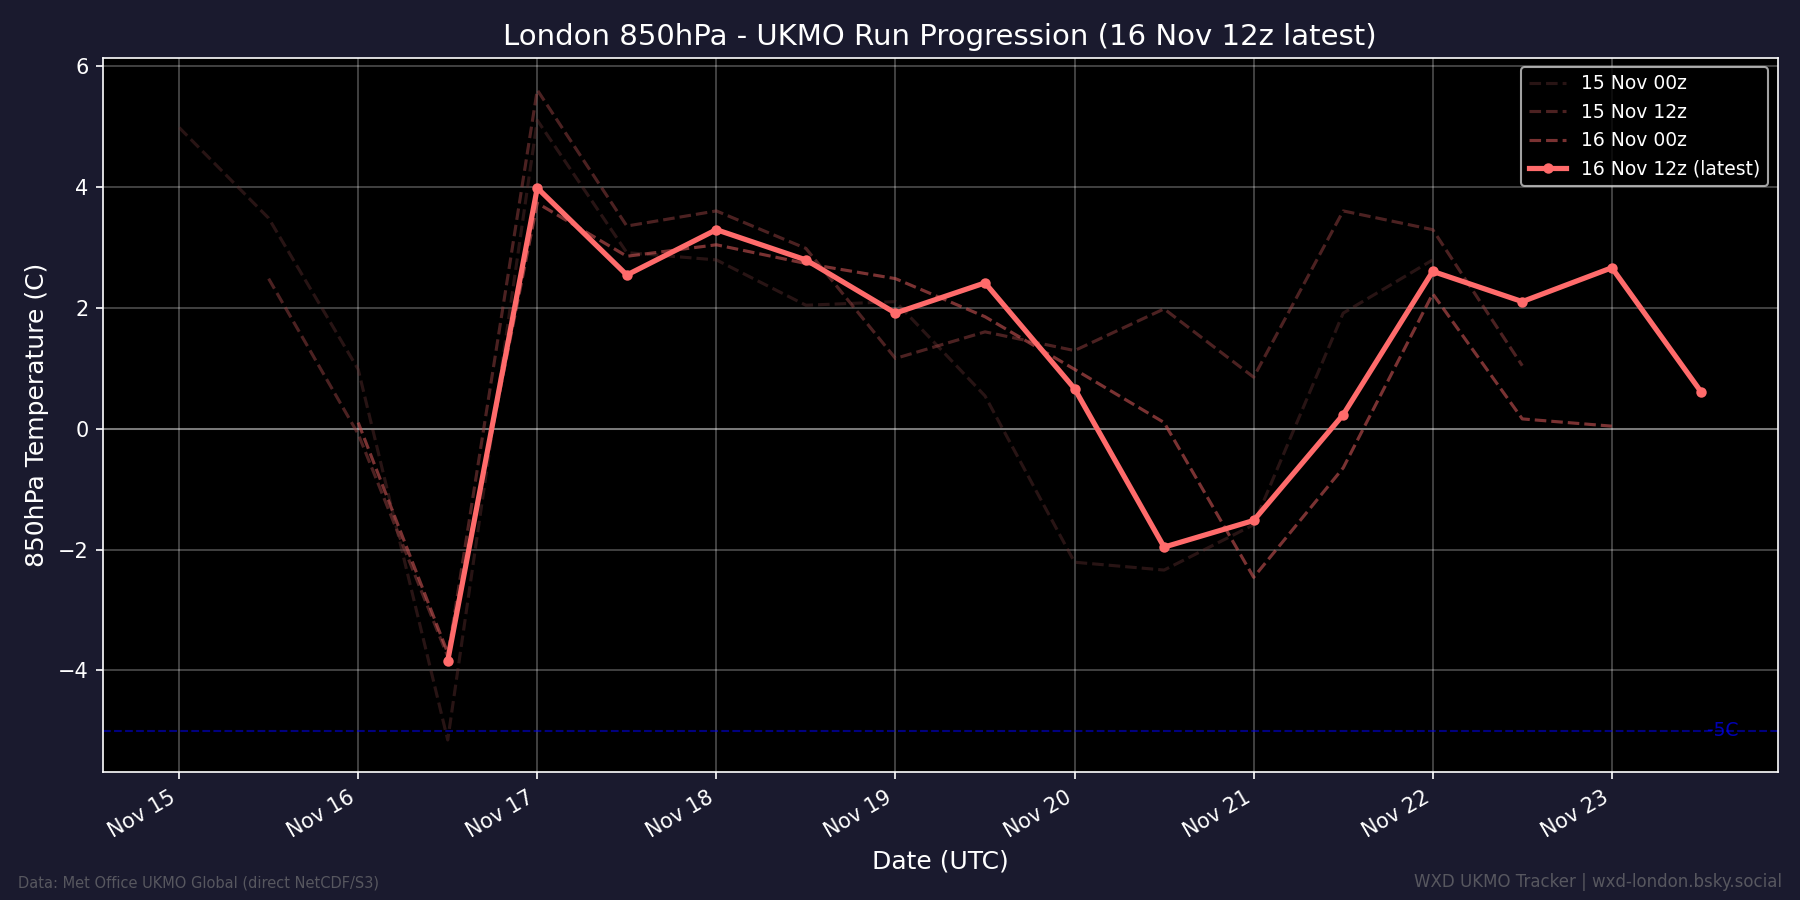 London 850hPa - UKMO Run Progression (16 Nov 12z latest)
15 Nov 00z
15 Nov 12z
16 Nov 00z
16 Nov 12z (latest)
850hPa Temperature (C)
6
4
2
0
−2
−4
-5C
Nov 15
Nov 16
Nov 17
Nov 18
Nov 19
Nov 20
Nov 21
Nov 22
Nov 23
Date (UTC)
Data: Met Office UKMO Global (direct NetCDF/S3)
WXD UKMO Tracker | wxd-london.bsky.social